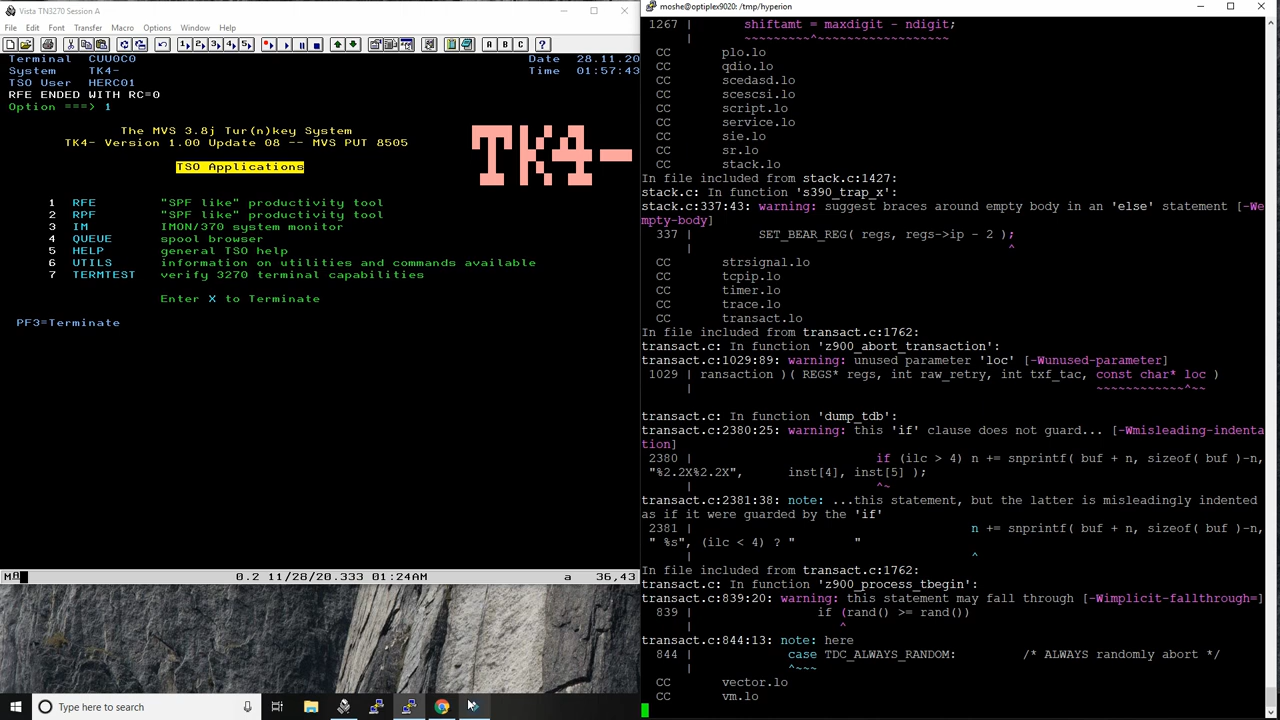 Vista TN3270 Session A
File Edit Font Transfer Macro Options Window Help
A B C
Terminal CUU0C0 Date 28.11.20
System TK4- Time 01:57:43
TSO User HERC01
RFE ENDED WITH RC=0
Option ===> 1
The MVS 3.8j Tur(n)key System
TK4- Version 1.00 Update 08 -- MVS PUT 8505
TK4-
TSO Applications
1 RFE "SPF like" productivity tool
2 RPF "SPF like" productivity tool
3 IM IMON/370 system monitor
4 QUEUE spool browser
5 HELP general TSO help
6 UTILS information on utilities and commands available
7 TERMTEST verify 3270 terminal capabilities
Enter X to Terminate
PF3=Terminate
0.2 11/28/20.333 01:24AM a 36,43
Type here to search
moshe@optiplex9020: /tmp/hyperion
1267 | shiftamt = maxdigit - ndigit;
| ~~~~~~~~~^~~~~~~~~~~~~~~~~~~
CC plo.lo
CC qdio.lo
CC scedasd.lo
CC scescsi.lo
CC script.lo
CC service.lo
CC sie.lo
CC sr.lo
CC stack.lo
In file included from stack.c:1427:
stack.c: In function 's390_trap_x':
stack.c:337:43: warning: suggest braces around empty body in an 'else' statement [-We
mpty-body]
337 | SET_BEAR_REG( regs, regs->ip - 2 );
| ^
CC strsignal.lo
CC tcpip.lo
CC timer.lo
CC trace.lo
CC transact.lo
In file included from transact.c:1762:
transact.c: In function 'z900_abort_transaction':
transact.c:1029:89: warning: unused parameter 'loc' [-Wunused-parameter]
1029 | ransaction )( REGS* regs, int raw_retry, int txf_tac, const char* loc )
| ~~~~~~~~~~~~^~~
transact.c: In function 'dump_tdb':
transact.c:2380:25: warning: this 'if' clause does not guard... [-Wmisleading-indenta
tion]
2380 | if (ilc > 4) n += snprintf( buf + n, sizeof( buf )-n,
"%2.2X%2.2X", inst[4], inst[5] );
| ^~
transact.c:2381:38: note: ...this statement, but the latter is misleadingly indented
as if it were guarded by the 'if'
2381 | n += snprintf( buf + n, sizeof( buf )-n,
" %s", (ilc < 4) ? " "
| ^
In file included from transact.c:1762:
transact.c: In function 'z900_process_tbegin':
transact.c:839:20: warning: this statement may fall through [-Wimplicit-fallthrough=]
839 | if (rand() >= rand())
| ^
transact.c:844:13: note: here
844 | case TDC_ALWAYS_RANDOM: /* ALWAYS randomly abort */
| ^~~~
CC vector.lo
CC vm.lo